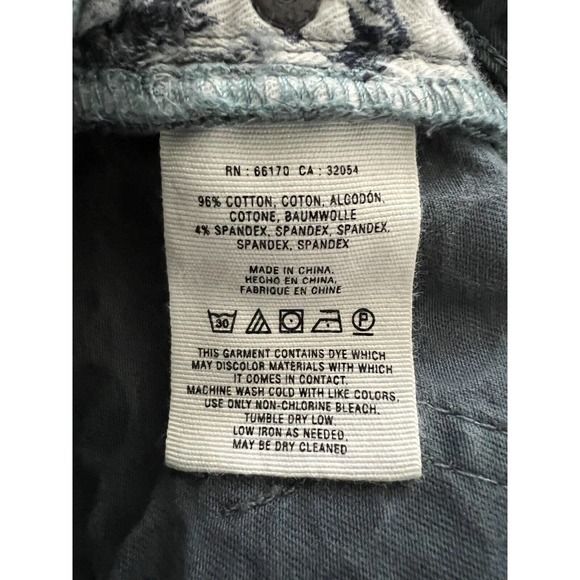 RN : 66170 CA : 32054
96% COTTON, COTON, ALGODÓN,
COTONE, BAUMWOLLE
4% SPANDEX, SPANDEX, SPANDEX,
SPANDEX, SPANDEX
MADE IN CHINA,
HECHO EN CHINA,
FABRIQUE EN CHINE
30 P
THIS GARMENT CONTAINS DYE WHICH
MAY DISCOLOR MATERIALS WITH WHICH
IT COMES IN CONTACT.
MACHINE WASH COLD WITH LIKE COLORS,
USE ONLY NON-CHLORINE BLEACH.
TUMBLE DRY LOW.
LOW IRON AS NEEDED.
MAY BE DRY CLEANED